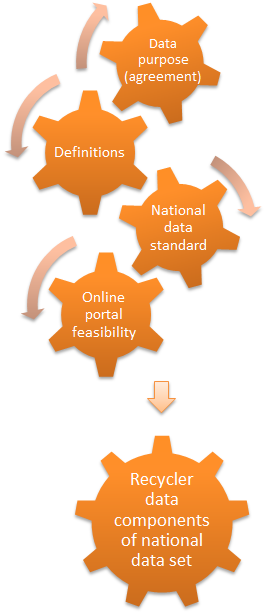 Data
purpose
(agreement)
Definitions
National
data
standard
Online
portal
feasibility
Recycler
data
components
of national
data set